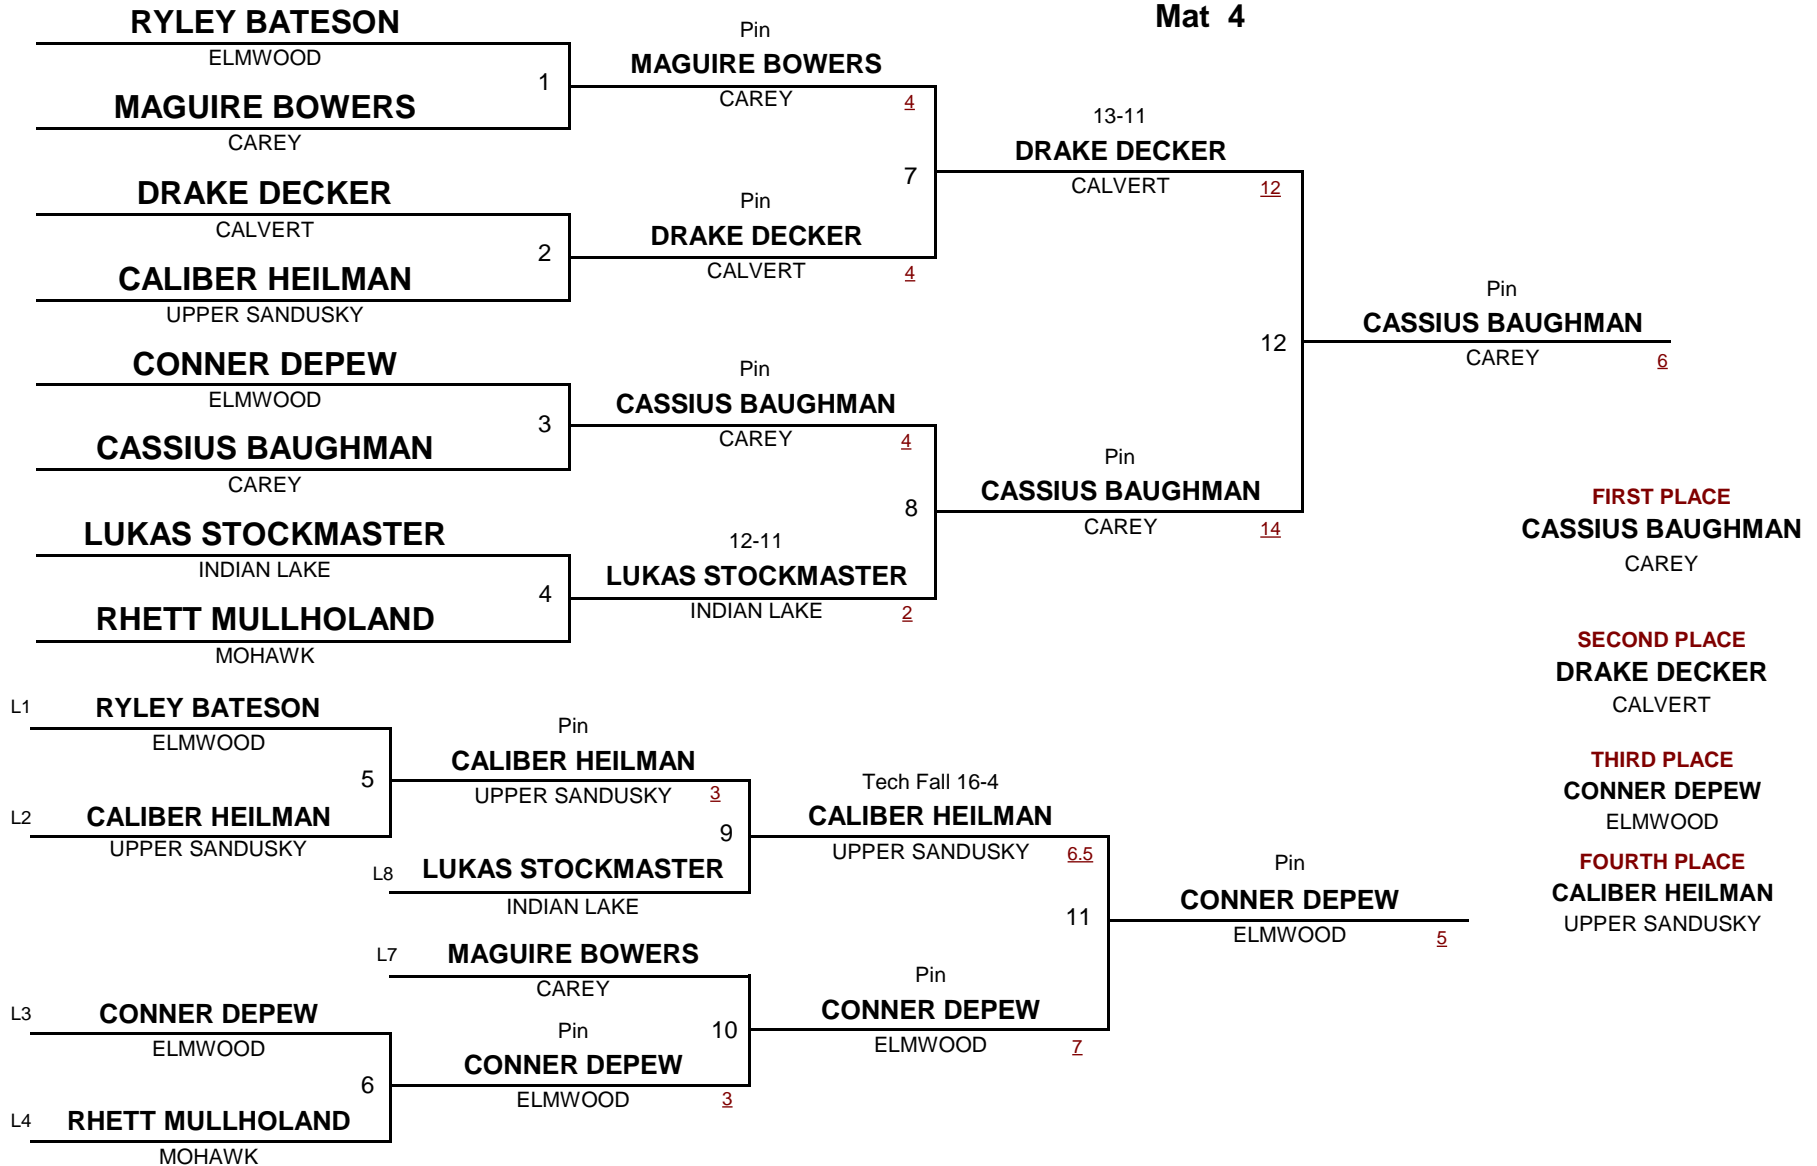 Mat 4
RYLEY BATESON
ELMWOOD
1
MAGUIRE BOWERS
CAREY
Pin
MAGUIRE BOWERS
CAREY
4
DRAKE DECKER
CALVERT
2
CALIBER HEILMAN
UPPER SANDUSKY
Pin
DRAKE DECKER
CALVERT
4
7
13-11
DRAKE DECKER
CALVERT
12
CONNER DEPEW
ELMWOOD
3
CASSIUS BAUGHMAN
CAREY
Pin
CASSIUS BAUGHMAN
CAREY
4
LUKAS STOCKMASTER
INDIAN LAKE
4
RHETT MULLHOLAND
MOHAWK
12-11
LUKAS STOCKMASTER
INDIAN LAKE
2
8
Pin
CASSIUS BAUGHMAN
CAREY
14
12
Pin
CASSIUS BAUGHMAN
CAREY
6
L1
RYLEY BATESON
ELMWOOD
5
L2
CALIBER HEILMAN
UPPER SANDUSKY
Pin
CALIBER HEILMAN
UPPER SANDUSKY
3
9
L8
LUKAS STOCKMASTER
INDIAN LAKE
Tech Fall 16-4
CALIBER HEILMAN
UPPER SANDUSKY
6.5
L7
MAGUIRE BOWERS
CAREY
L3
CONNER DEPEW
ELMWOOD
6
L4
RHETT MULLHOLAND
MOHAWK
Pin
CONNER DEPEW
ELMWOOD
3
10
Pin
CONNER DEPEW
ELMWOOD
7
11
Pin
CONNER DEPEW
ELMWOOD
5
FIRST PLACE
CASSIUS BAUGHMAN
CAREY
SECOND PLACE
DRAKE DECKER
CALVERT
THIRD PLACE
CONNER DEPEW
ELMWOOD
FOURTH PLACE
CALIBER HEILMAN
UPPER SANDUSKY